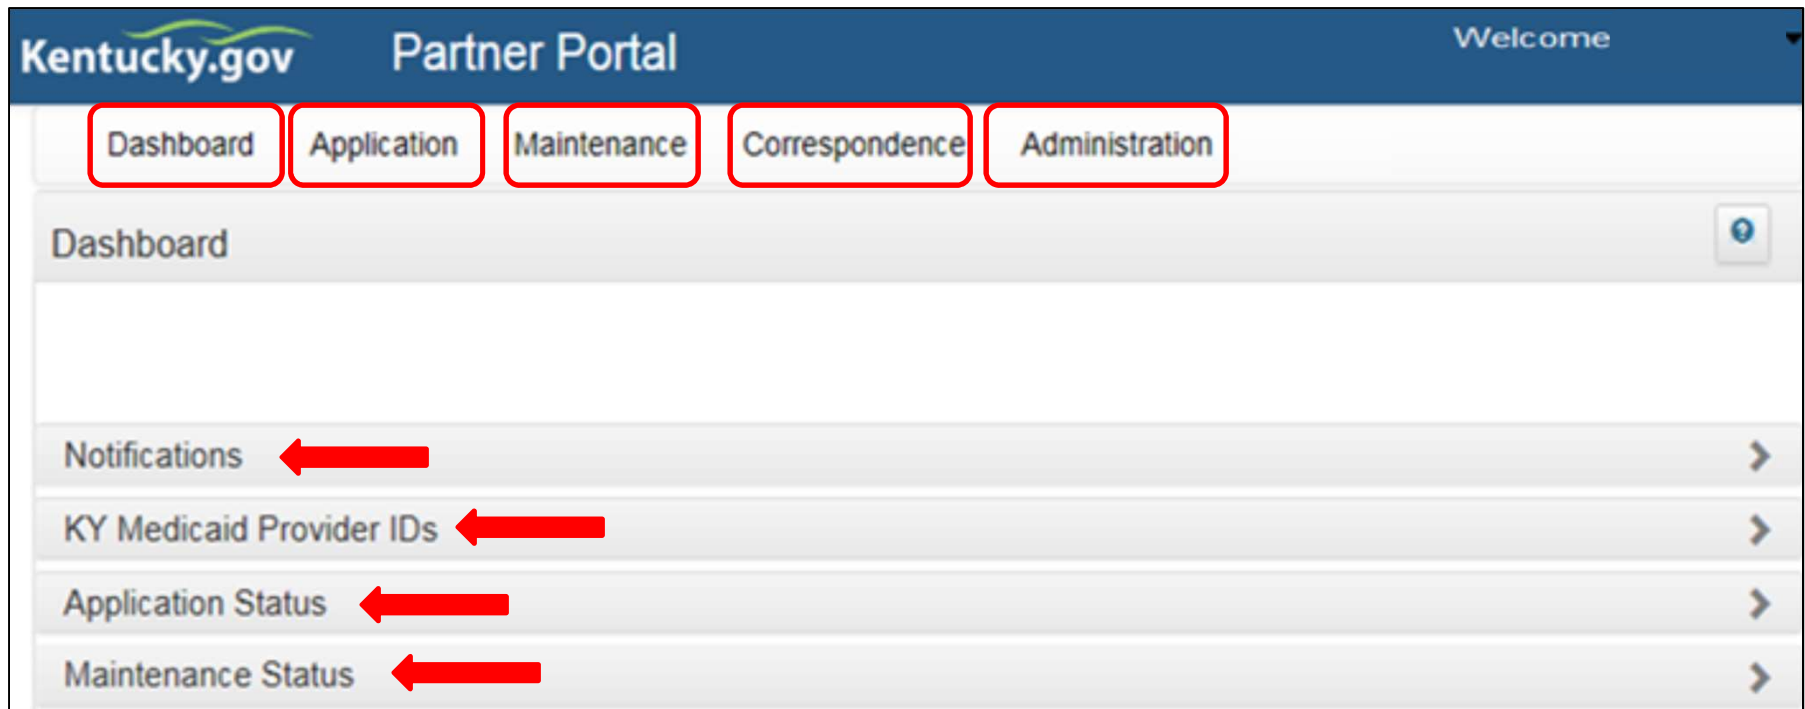 Kentucky.gov Partner Portal Welcome
Dashboard Application Maintenance Correspondence Administration
Dashboard
Notifications
KY Medicaid Provider IDs
Application Status
Maintenance Status